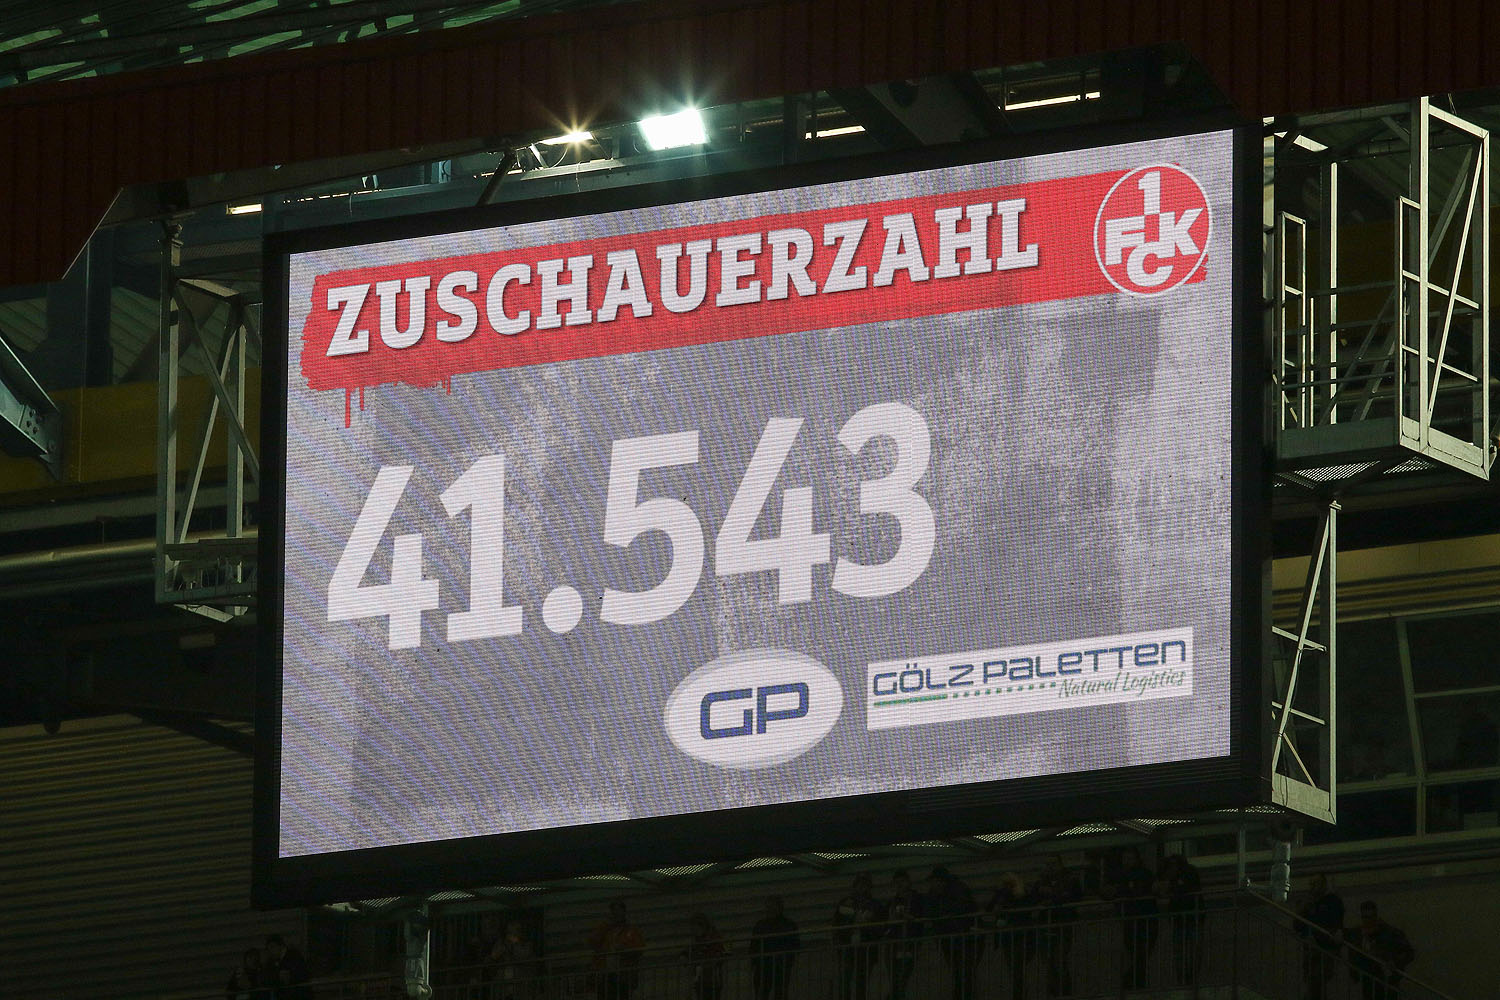 ZUSCHAUERZAHL
1
FCK
41.543
GP
GÖLZ PALETTEN
Natural Logistics